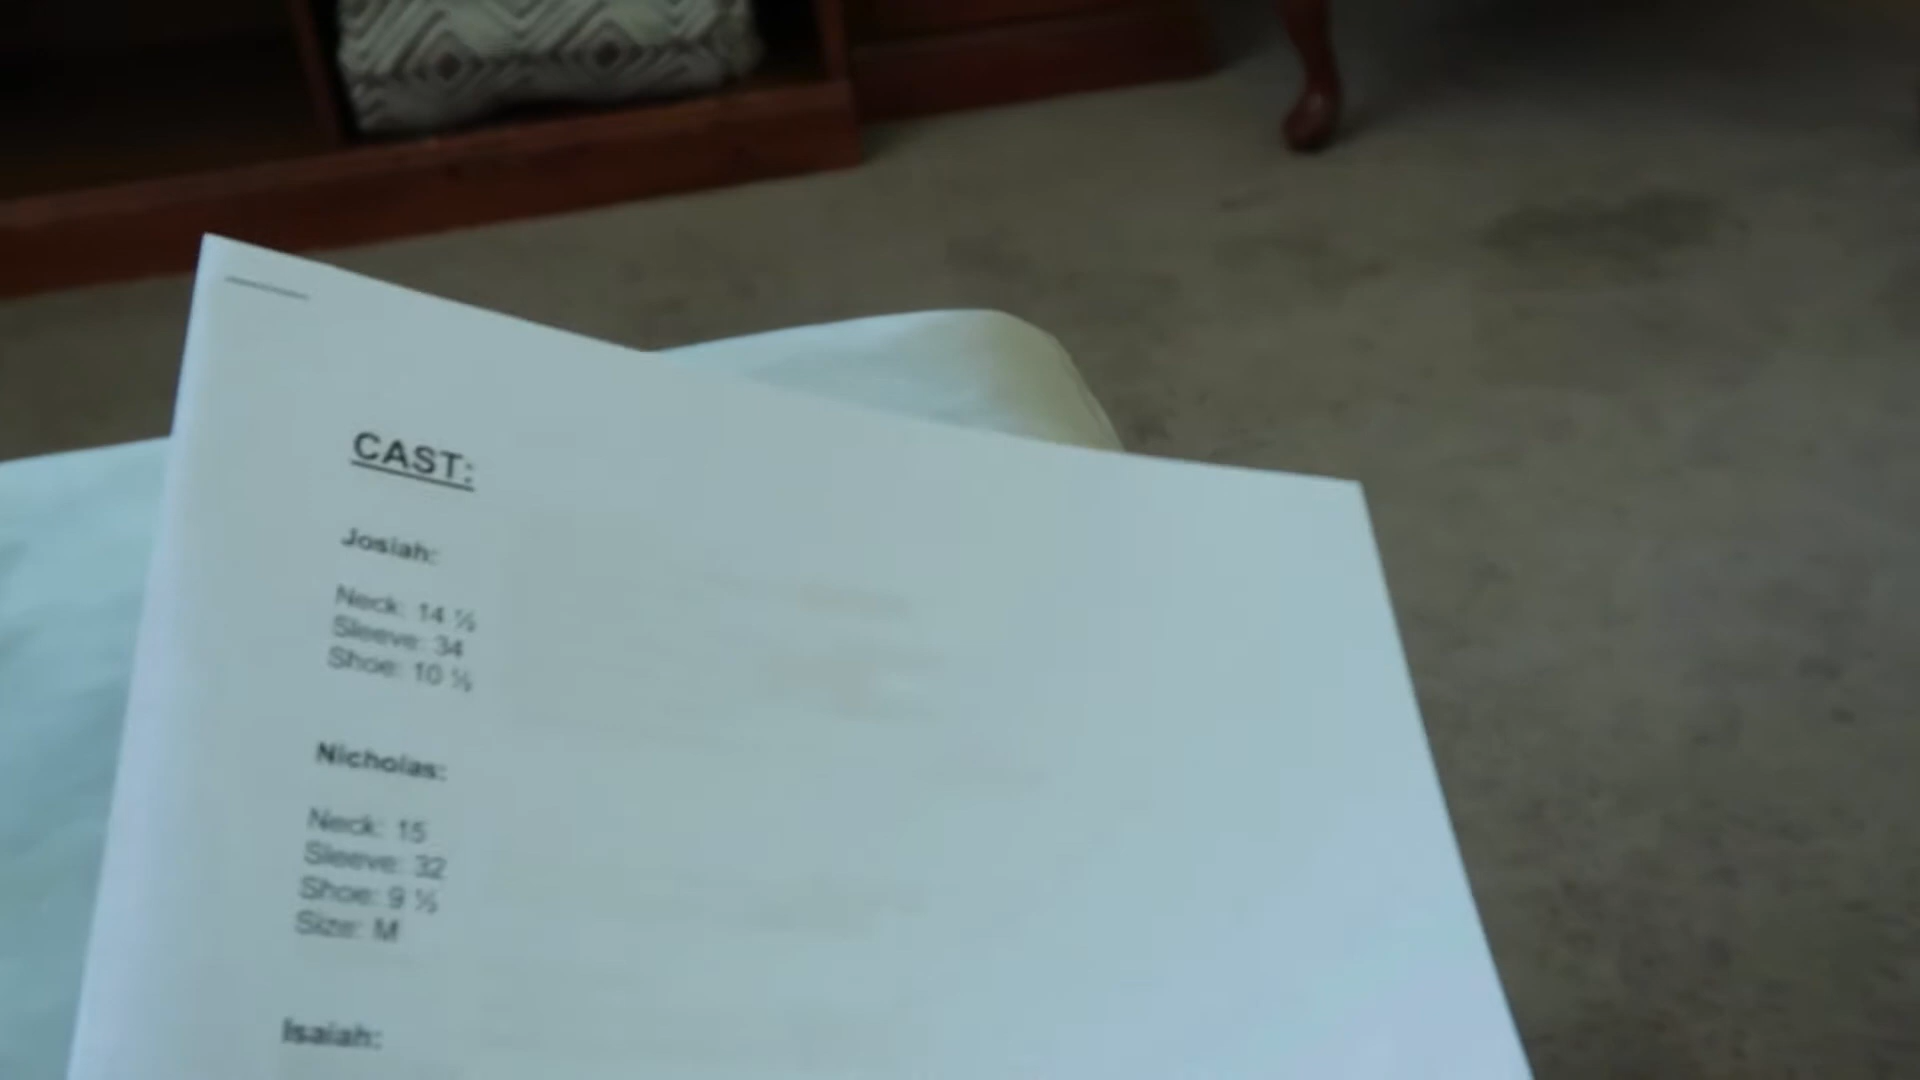 CAST:
Josiah:
Neck: 14 ½
Sleeve: 34
Shoe: 10 ½
Nicholas:
Neck: 15
Sleeve: 32
Shoe: 9 ½
Size: M
Isaiah: